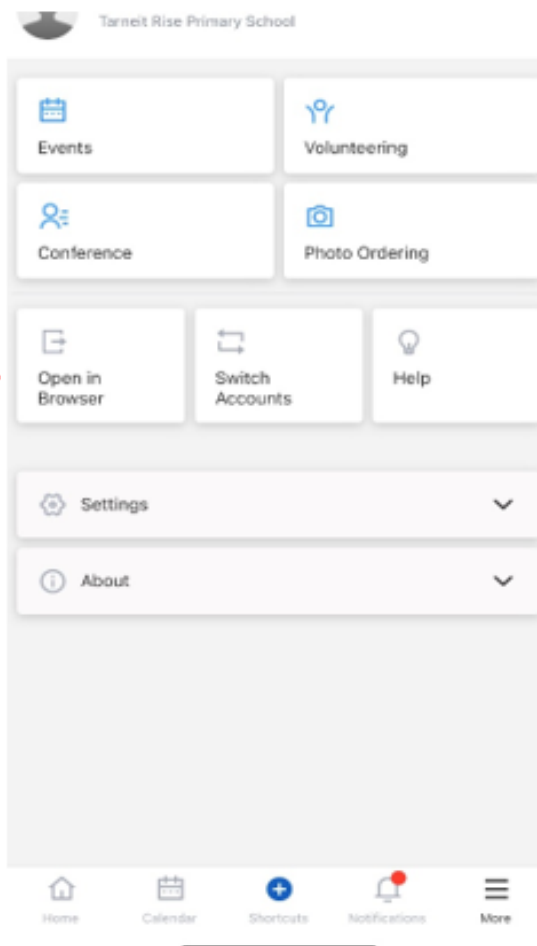 Tarneit Rise Primary School
Events
Volunteering
Conference
Photo Ordering
Open in
Browser
Switch
Accounts
Help
Settings
About
Home
Calendar
Shortcuts
Notifications
More